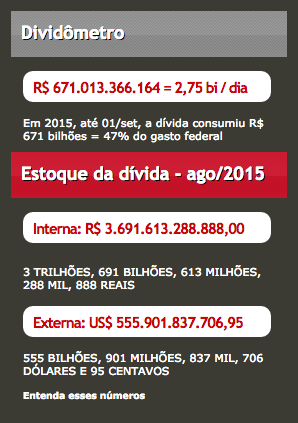 Dividômetro
R$ 671.013.366.164 = 2,75 bi / dia
Em 2015, até 01/set, a dívida consumiu R$
671 bilhões = 47% do gasto federal
Estoque da dívida - ago/2015
Interna: R$ 3.691.613.288.888,00
3 TRILHÕES, 691 BILHÕES, 613 MILHÕES,
288 MIL, 888 REAIS
Externa: US$ 555.901.837.706,95
555 BILHÕES, 901 MILHÕES, 837 MIL, 706
DÓLARES E 95 CENTAVOS
Entenda esses números